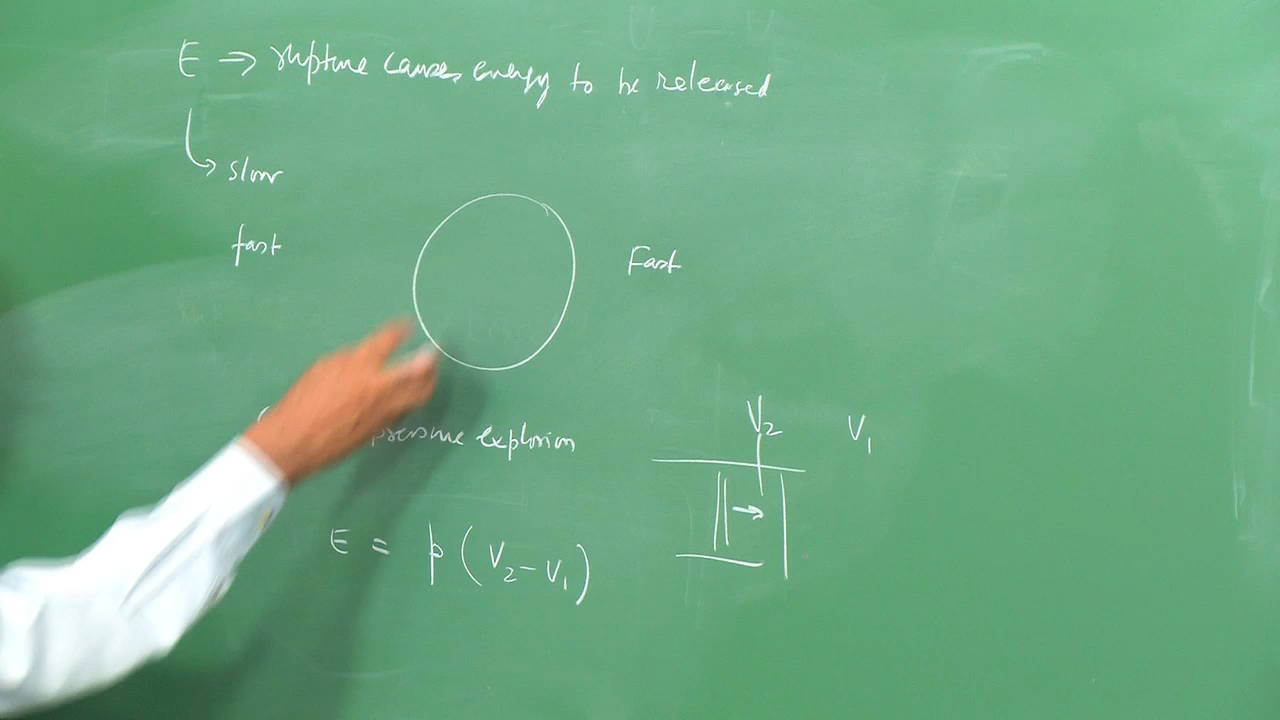 E ⇒ rupture causes energy to be released
slow
fast
Fast
pressure explosion
V₂ V₁
E = p (V₂ - V₁)